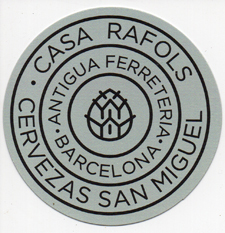 · CASA RAFOLS ·
CERVEZAS SAN MIGUEL
· ANTIGUA FERRETERIA ·
BARCELONA